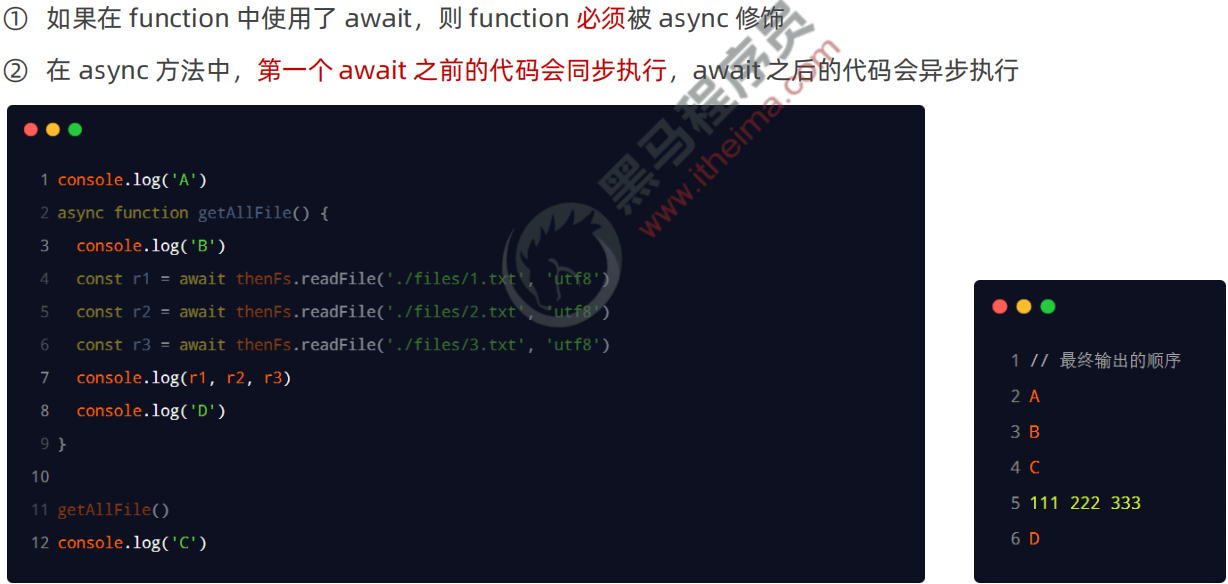 ① 如果在 function 中使用了 await，则 function 必须被 async 修饰
② 在 async 方法中，第一个 await 之前的代码会同步执行，await 之后的代码会异步执行
1 console.log('A')
2 async function getAllFile() {
3   console.log('B')
4   const r1 = await thenFs.readFile('./files/1.txt', 'utf8')
5   const r2 = await thenFs.readFile('./files/2.txt', 'utf8')
6   const r3 = await thenFs.readFile('./files/3.txt', 'utf8')
7   console.log(r1, r2, r3)
8   console.log('D')
9 }
10
11 getAllFile()
12 console.log('C')
1 // 最终输出的顺序
2 A
3 B
4 C
5 111 222 333
6 D
黑马程序员
www.itheima.com